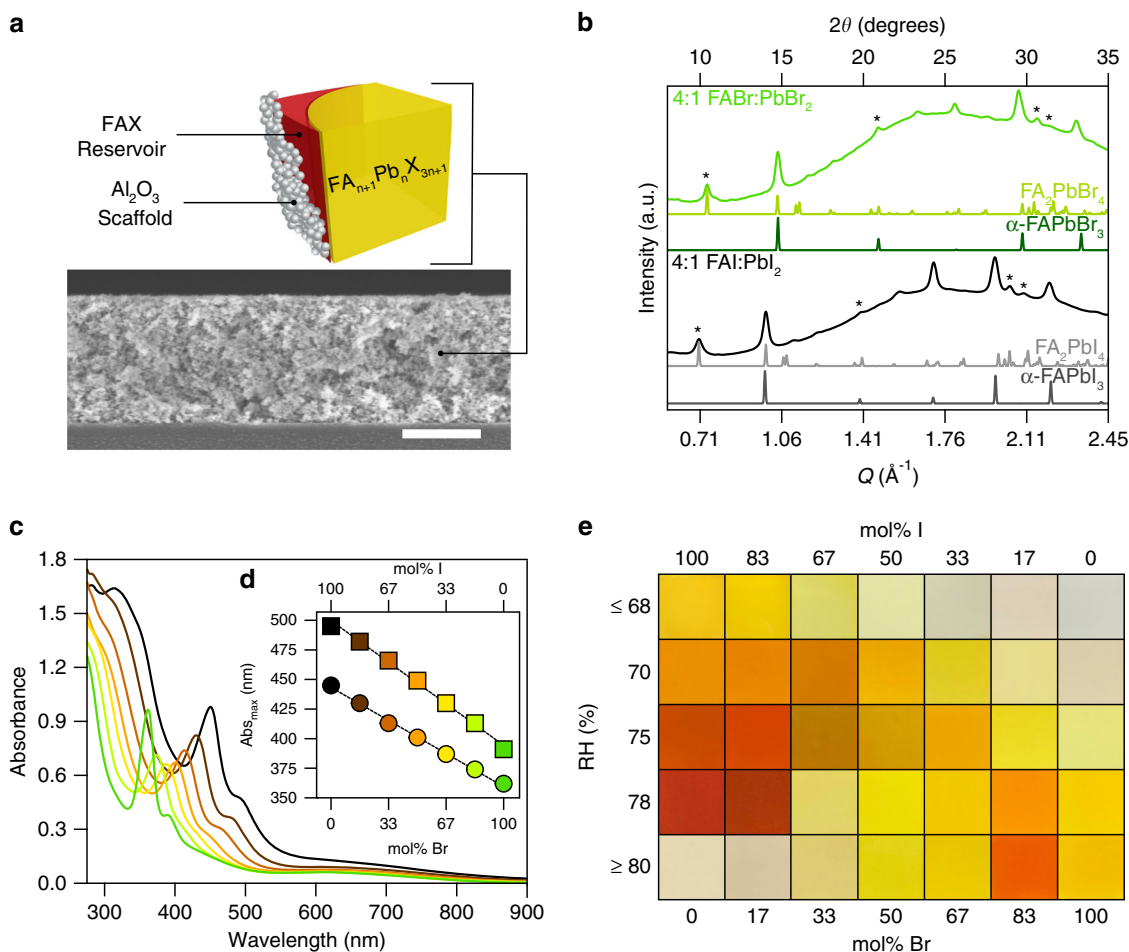 a
FAX
Reservoir
Al₂O₃
Scaffold
FAₙ₊₁PbₙX₃ₙ₊₁
b
2θ (degrees)
10 15 20 25 30 35
4:1 FABr:PbBr₂
* * * *
FA₂PbBr₄
α-FAPbBr₃
4:1 FAI:PbI₂
* * * *
FA₂PbI₄
α-FAPbI₃
Intensity (a.u.)
0.71 1.06 1.41 1.76 2.11 2.45
Q (Å⁻¹)
c
Absorbance
1.8
1.5
1.2
0.9
0.6
0.3
0.0
300 400 500 600 700 800 900
Wavelength (nm)
d
mol% I
100 67 33 0
Abs_max (nm)
500
475
450
425
400
375
350
0 33 67 100
mol% Br
e
mol% I
100 83 67 50 33 17 0
RH (%)
≤ 68
70
75
78
≥ 80
0 17 33 50 67 83 100
mol% Br